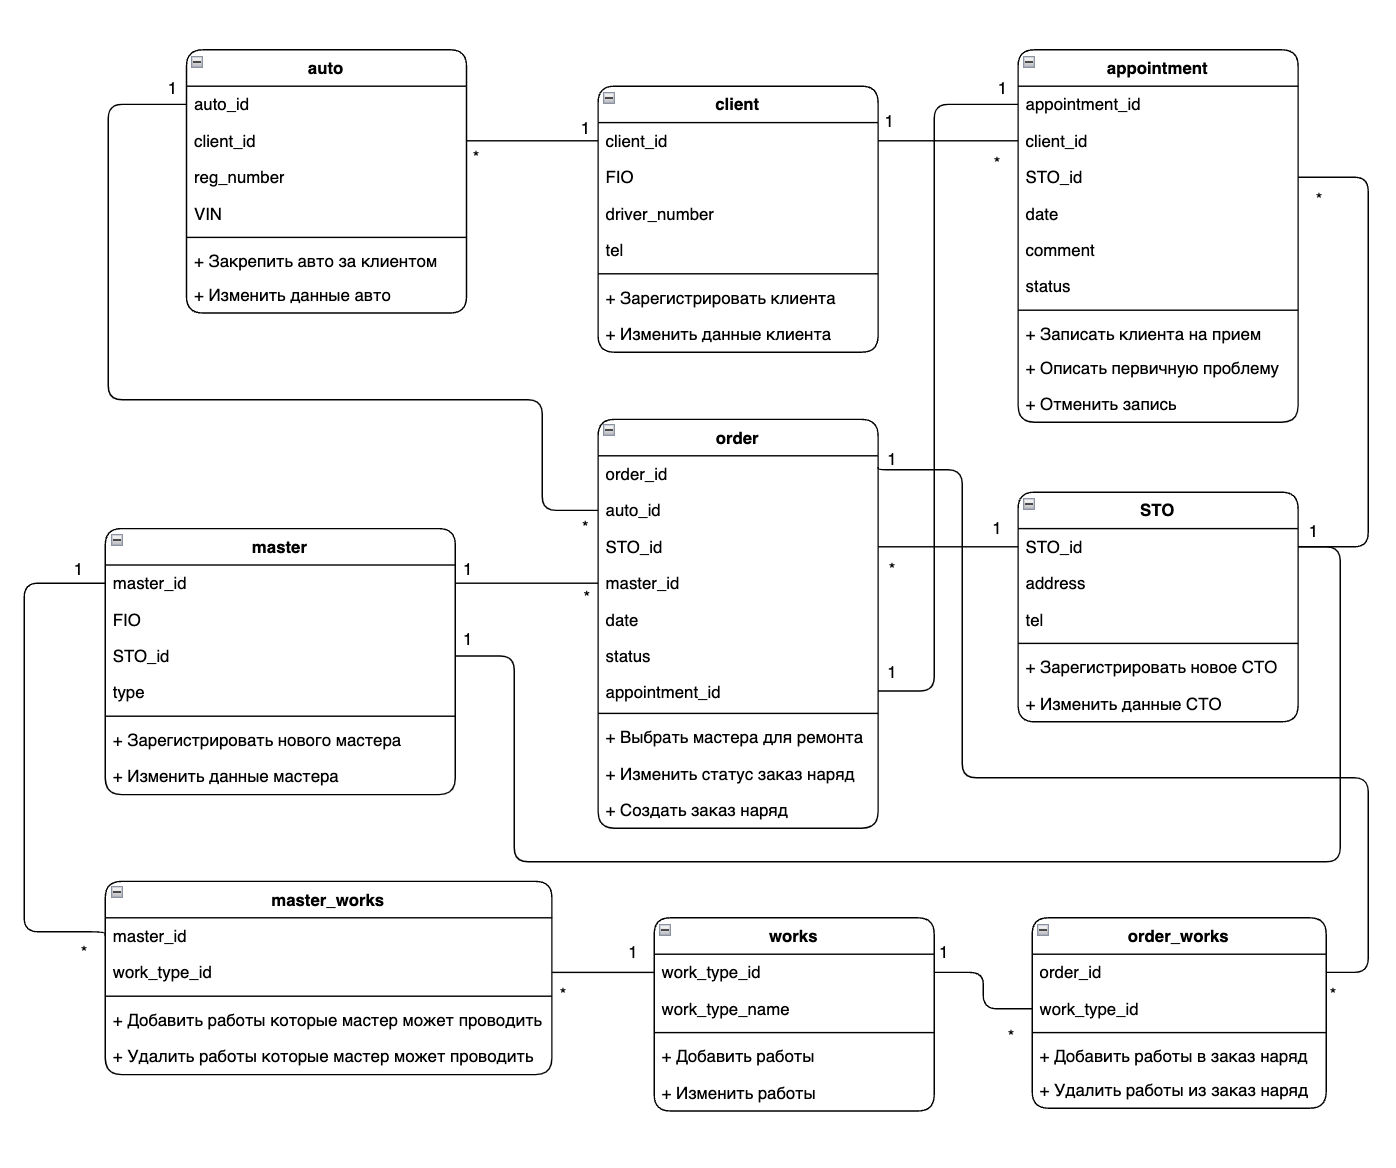 auto
auto_id
client_id
reg_number
VIN
+ Закрепить авто за клиентом
+ Изменить данные авто
1
*
client
client_id
FIO
driver_number
tel
+ Зарегистрировать клиента
+ Изменить данные клиента
1
1
appointment
appointment_id
client_id
STO_id
date
comment
status
+ Записать клиента на прием
+ Описать первичную проблему
+ Отменить запись
1
*
*
order
order_id
auto_id
STO_id
master_id
date
status
appointment_id
+ Выбрать мастера для ремонта
+ Изменить статус заказ наряд
+ Создать заказ наряд
1
*
*
*
1
STO
STO_id
address
tel
+ Зарегистрировать новое СТО
+ Изменить данные СТО
1
1
master
master_id
FIO
STO_id
type
+ Зарегистрировать нового мастера
+ Изменить данные мастера
1
1
1
master_works
master_id
work_type_id
+ Добавить работы которые мастер может проводить
+ Удалить работы которые мастер может проводить
*
*
works
work_type_id
work_type_name
+ Добавить работы
+ Изменить работы
1
1
order_works
order_id
work_type_id
+ Добавить работы в заказ наряд
+ Удалить работы из заказ наряд
*
*